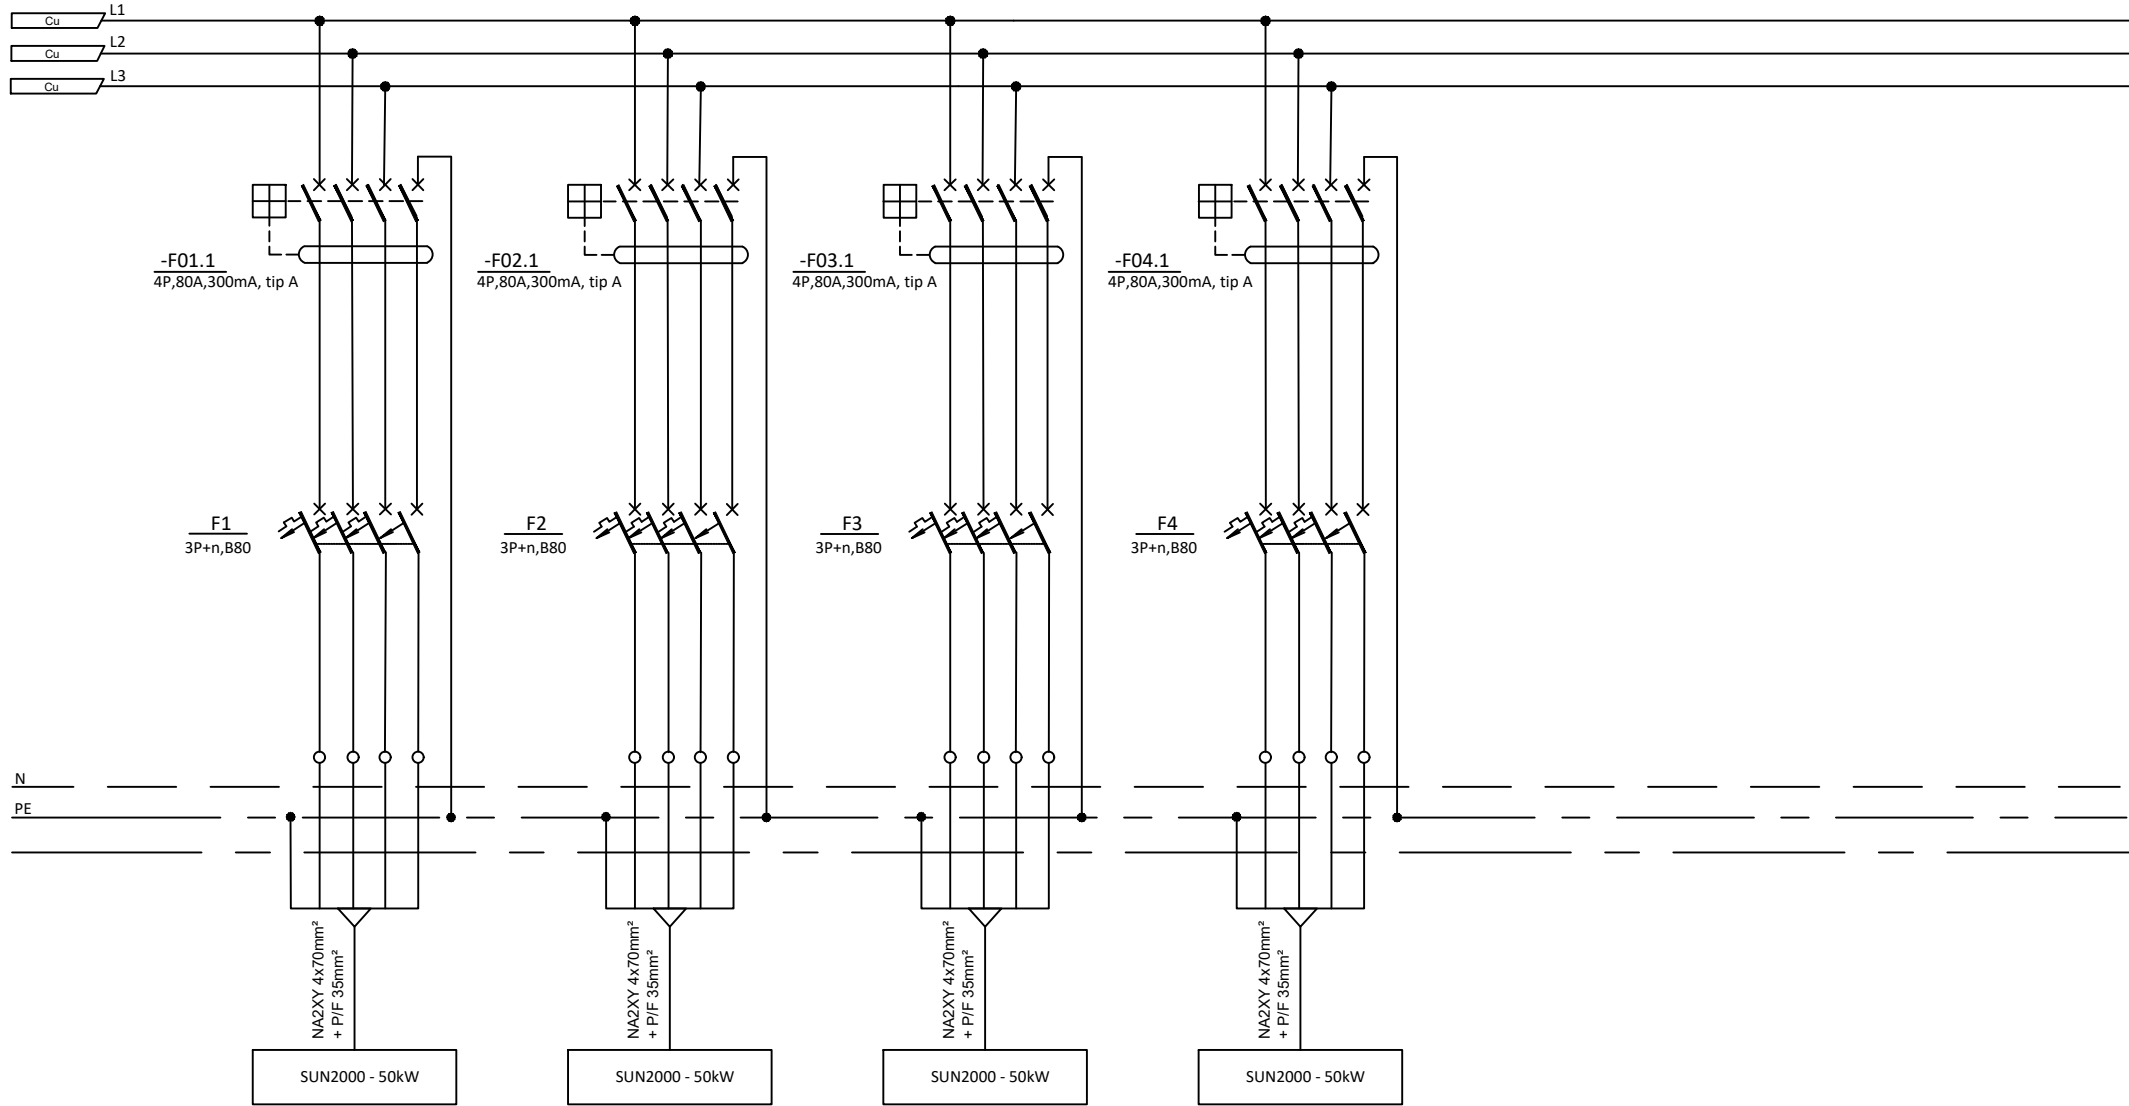 Cu L1
Cu L2
Cu L3
-F01.1
4P,80A,300mA, tip A
-F02.1
4P,80A,300mA, tip A
-F03.1
4P,80A,300mA, tip A
-F04.1
4P,80A,300mA, tip A
F1
3P+n,B80
F2
3P+n,B80
F3
3P+n,B80
F4
3P+n,B80
N
PE
NA2XY 4x70mm²
+ P/F 35mm²
NA2XY 4x70mm²
+ P/F 35mm²
NA2XY 4x70mm²
+ P/F 35mm²
NA2XY 4x70mm²
+ P/F 35mm²
SUN2000 - 50kW
SUN2000 - 50kW
SUN2000 - 50kW
SUN2000 - 50kW